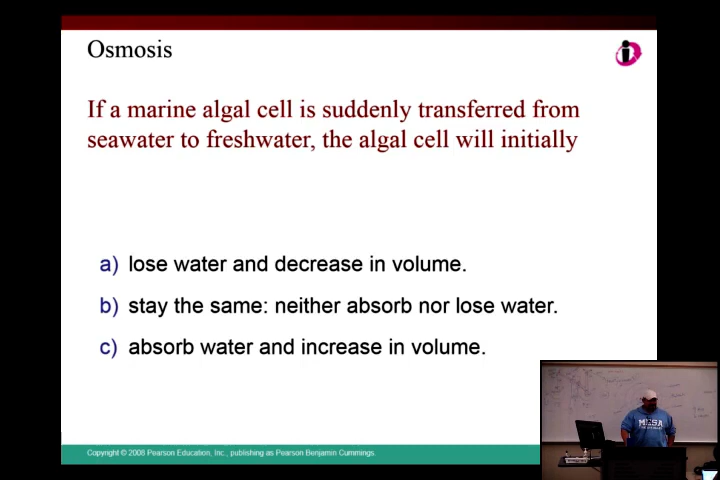 Osmosis
If a marine algal cell is suddenly transferred from
seawater to freshwater, the algal cell will initially
a) lose water and decrease in volume.
b) stay the same: neither absorb nor lose water.
c) absorb water and increase in volume.
MESA
Copyright © 2008 Pearson Education, Inc., publishing as Pearson Benjamin Cummings.